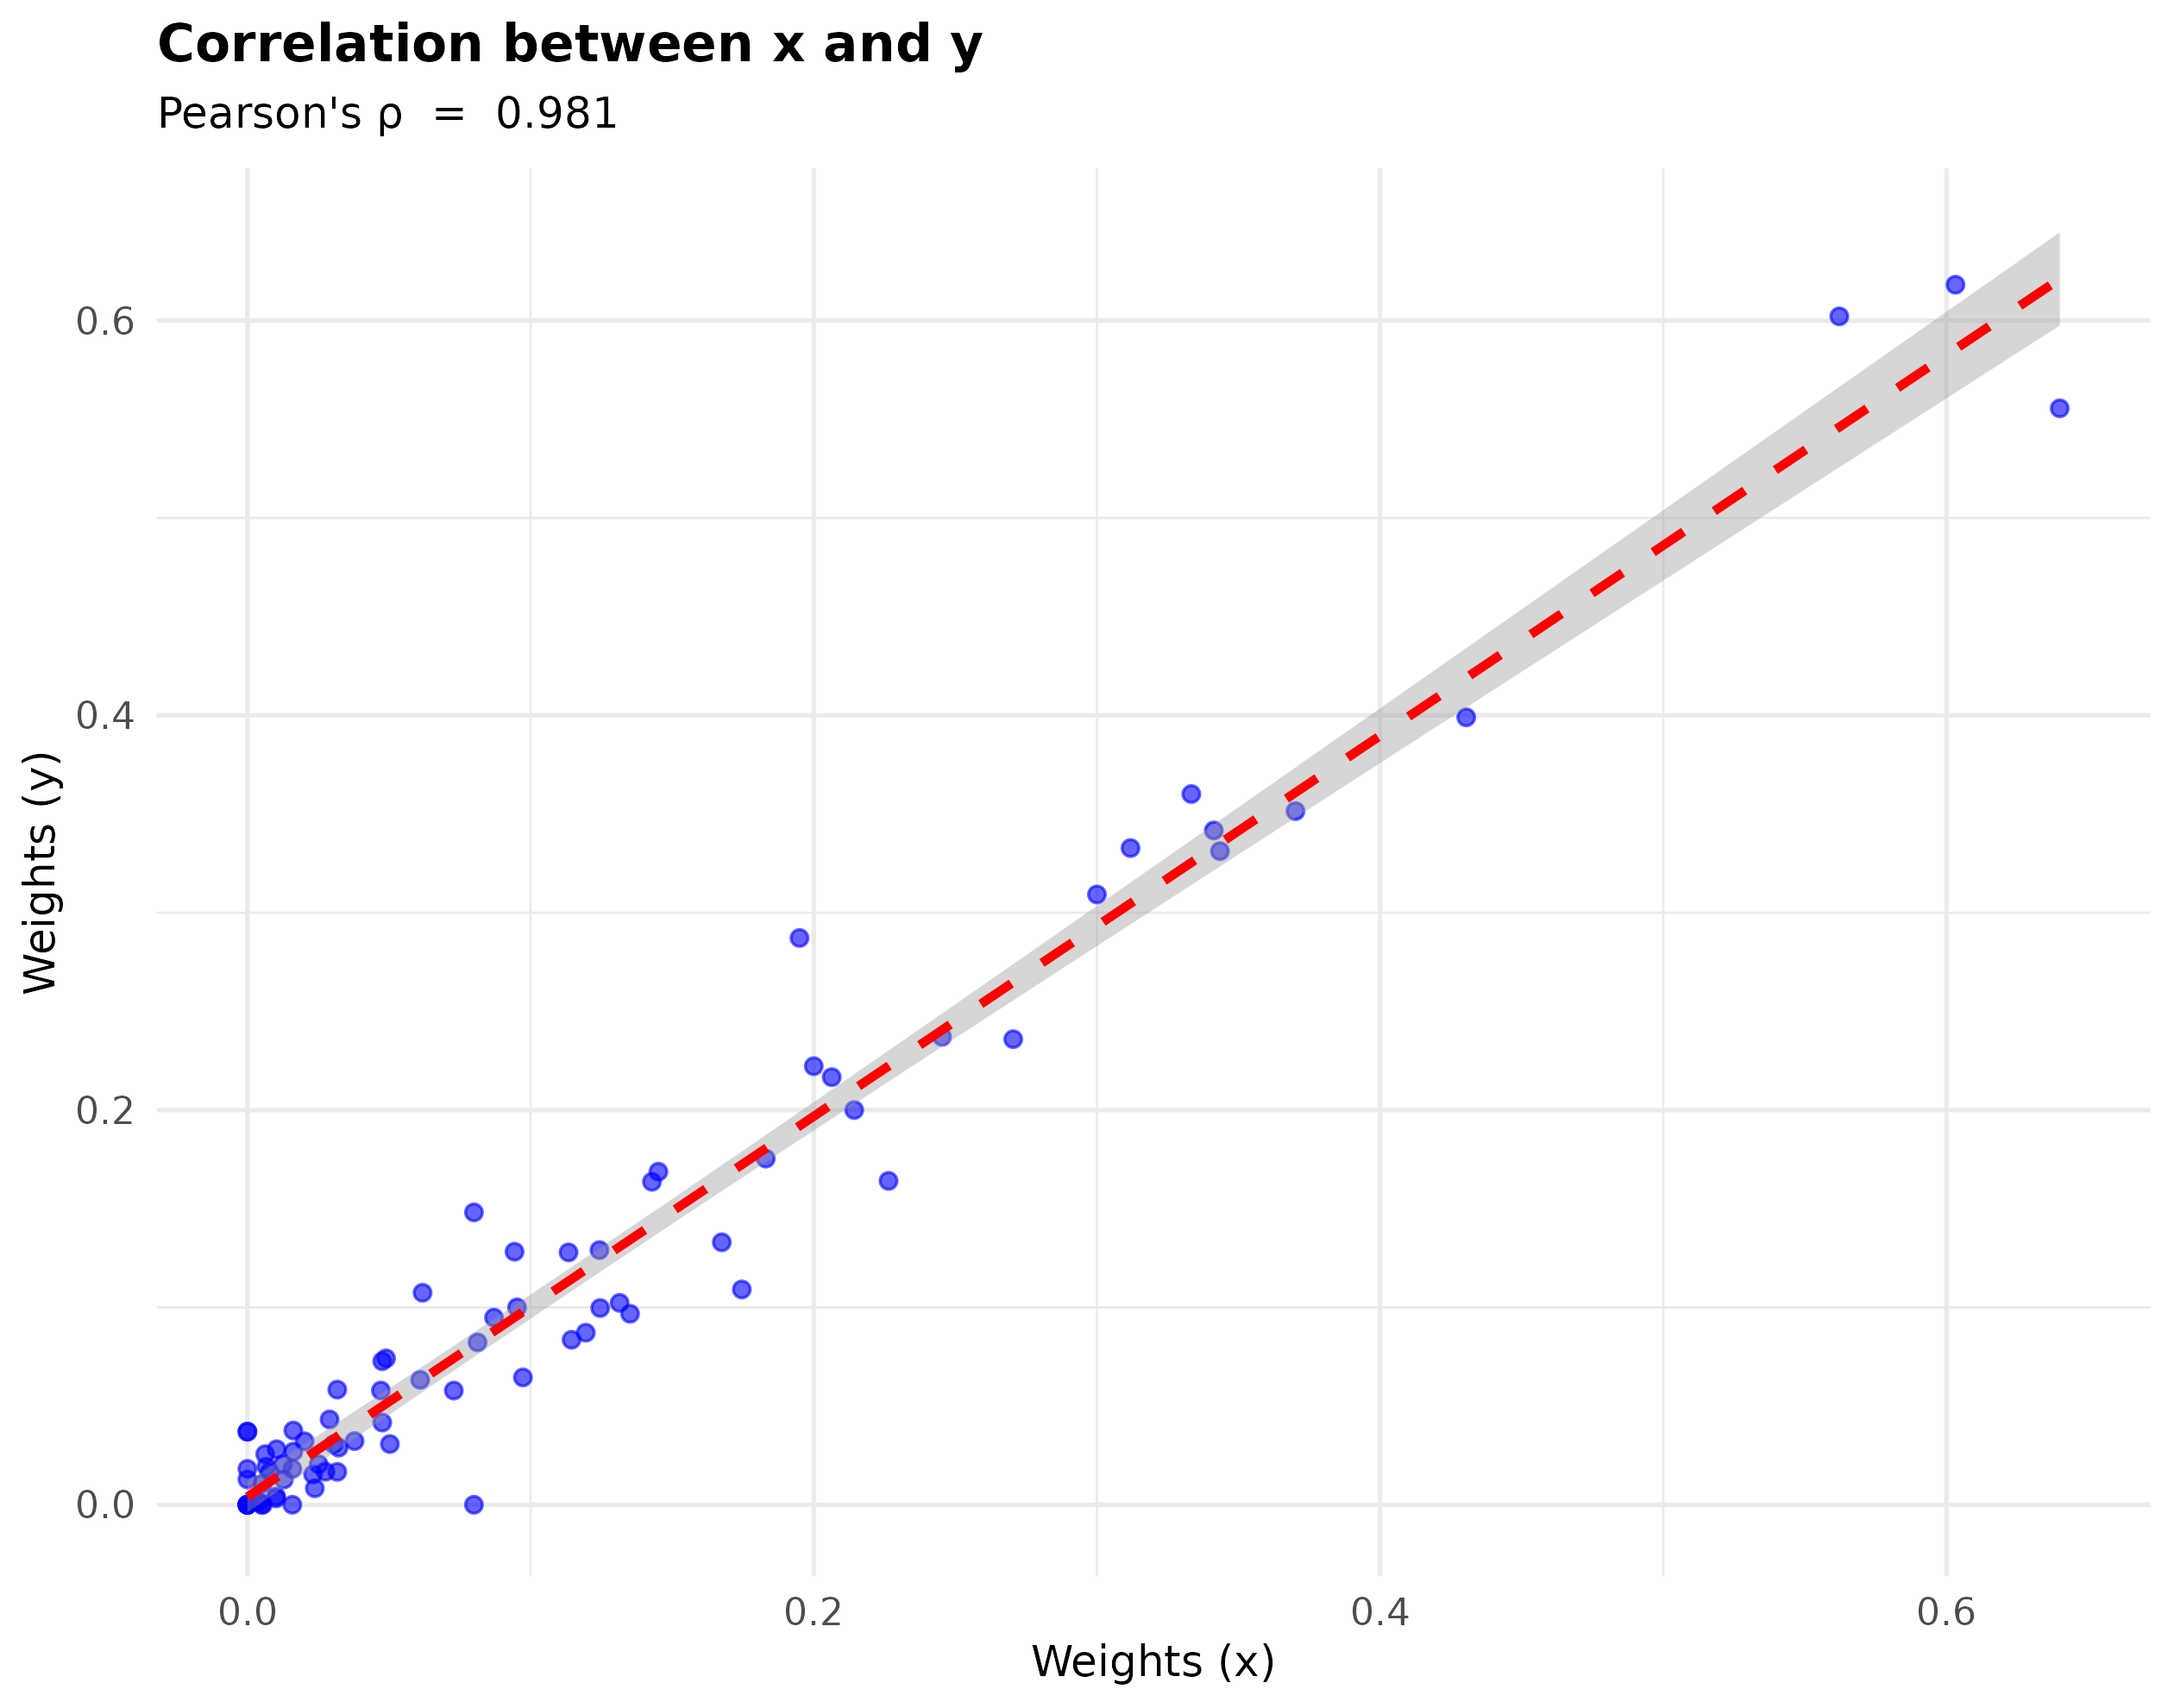 Correlation between x and y
Pearson's ρ = 0.981
0.6
0.4
0.2
0.0
Weights (y)
0.0 0.2 0.4 0.6
Weights (x)